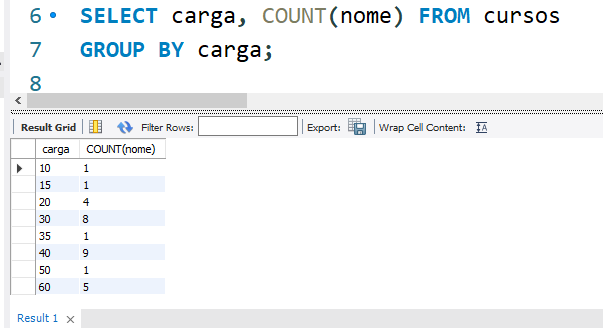 6 SELECT carga, COUNT(nome) FROM cursos
7 GROUP BY carga;
8
Result Grid Filter Rows: Export: Wrap Cell Content: IA
carga COUNT(nome)
10 1
15 1
20 4
30 8
35 1
40 9
50 1
60 5
Result 1 ×